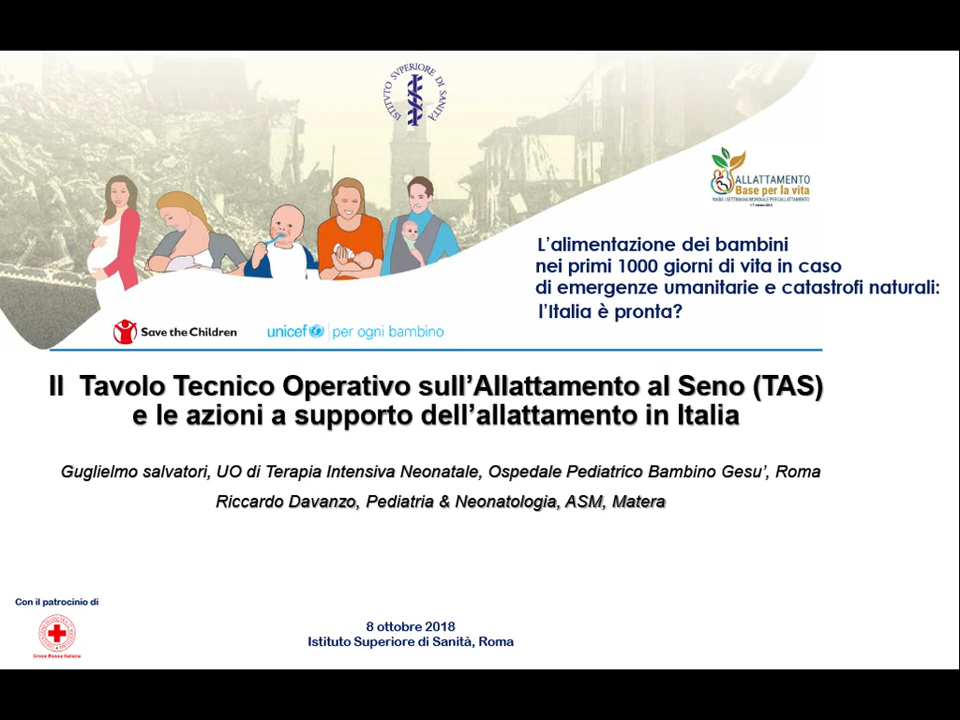 ISTITVTO SVPERIORE DI SANITÀ
ALLATTAMENTO
Base per la vita
L'alimentazione dei bambini
nei primi 1000 giorni di vita in caso
di emergenze umanitarie e catastrofi naturali:
l'Italia è pronta?
Save the Children
unicef per ogni bambino
Il Tavolo Tecnico Operativo sull'Allattamento al Seno (TAS)
e le azioni a supporto dell'allattamento in Italia
Guglielmo salvatori, UO di Terapia Intensiva Neonatale, Ospedale Pediatrico Bambino Gesu', Roma
Riccardo Davanzo, Pediatria & Neonatologia, ASM, Matera
Con il patrocinio di
Croce Rossa Italiana
8 ottobre 2018
Istituto Superiore di Sanità, Roma